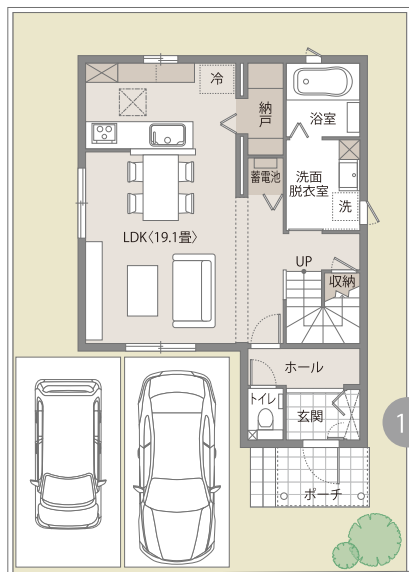 冷
納戸
浴室
蓄電池
洗面
脱衣室
洗
LDK〈19.1畳〉
UP
収納
ホール
トイレ
玄関
1
ポーチ